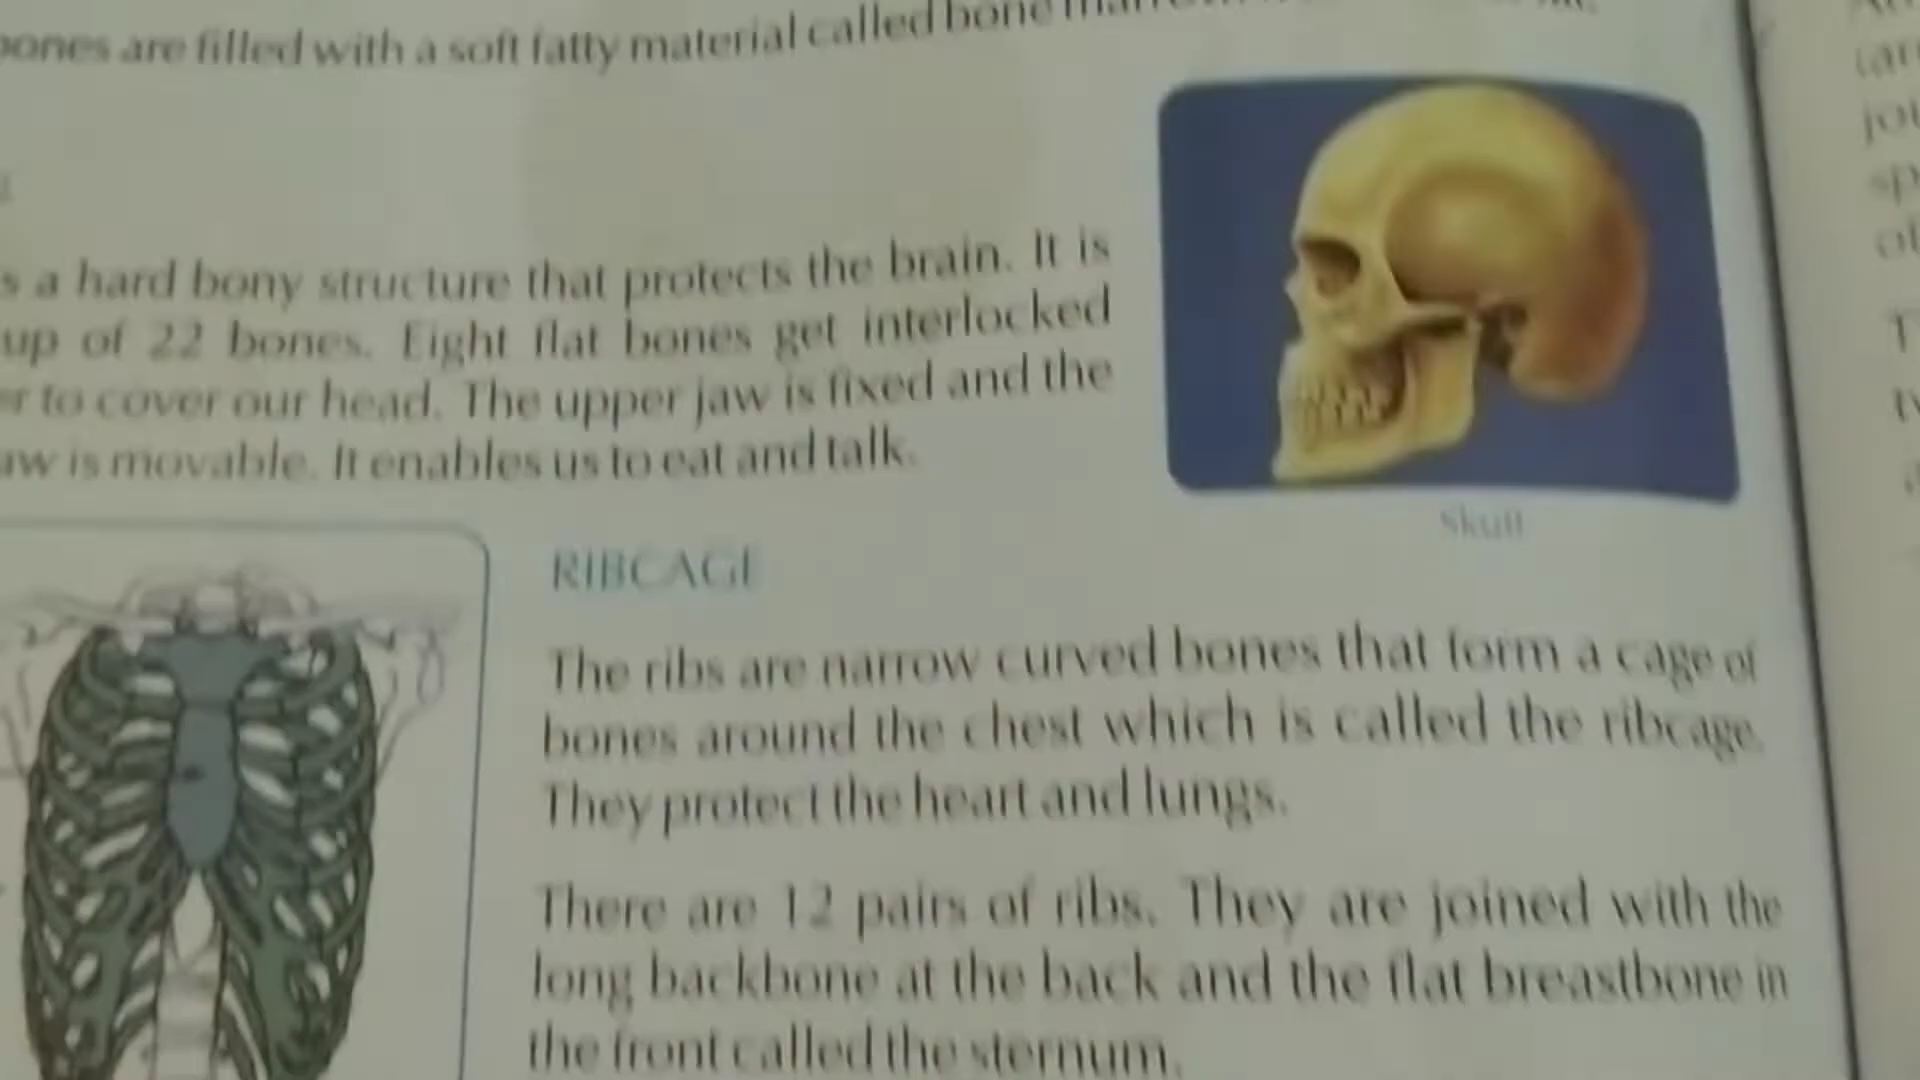 bones are filled with a soft fatty material called bone
s a hard bony structure that protects the brain. It is
up of 22 bones. Eight flat bones get interlocked
er to cover our head. The upper jaw is fixed and the
aw is movable. It enables us to eat and talk.
Skull
RIBCAGE
The ribs are narrow curved bones that form a cage of
bones around the chest which is called the ribcage.
They protect the heart and lungs.
There are 12 pairs of ribs. They are joined with the
long backbone at the back and the flat breastbone in
the front called the sternum.